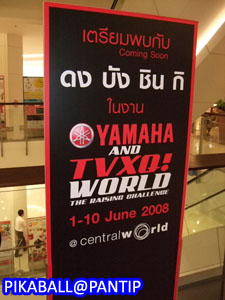 เตรียมพบกับ
Coming Soon
ดง บัง ชิน กิ
ในงาน
YAMAHA
AND
TVXQ!
WORLD
THE RAISING CHALLENGE
1-10 June 2008
@ centralwOrld
PIKABALL@PANTIP